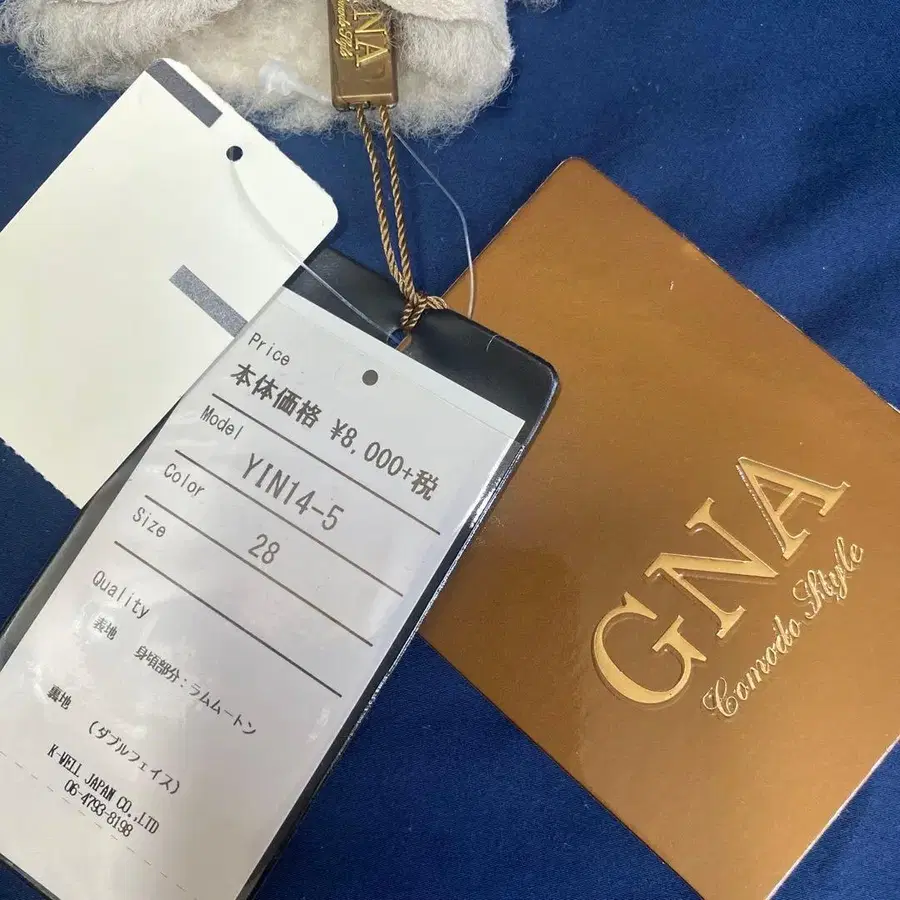 GNA
Comodo Style
Price
本体価格 ¥8,000+税
Model
YIN14-5
Color
28
Size
Quality
表地 身頃部分：ラムムートン
裏地 (ダブルフェイス)
K-WELL JAPAN CO.,LTD
06-4793-8198
GNA
Comodo Style